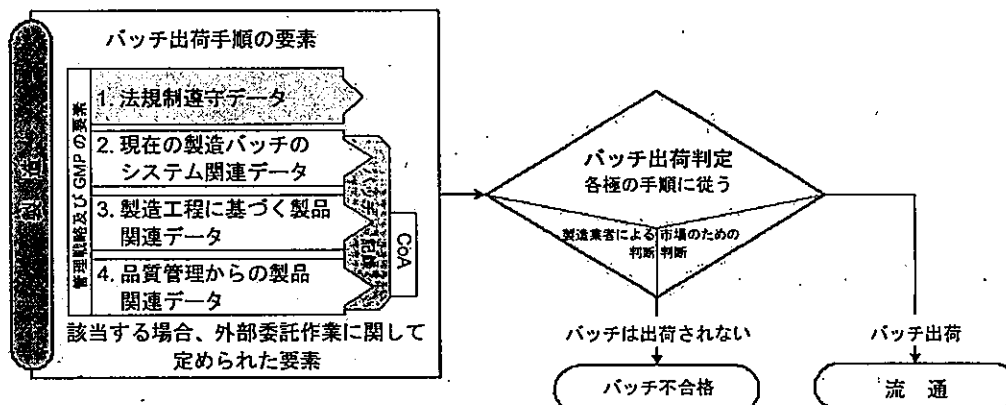 バッチ出荷手順の要素
管理戦略及びGMPの要素
1. 法規制遵守データ
2. 現在の製造バッチの
システム関連データ
3. 製造工程に基づく製品
関連データ
4. 品質管理からの製品
関連データ
CoA
該当する場合、外部委託作業に関して
定められた要素
バッチ出荷判定
各極の手順に従う
製造業者による
判断
市場のための
判断
バッチは出荷されない
バッチ出荷
バッチ不合格
流 通